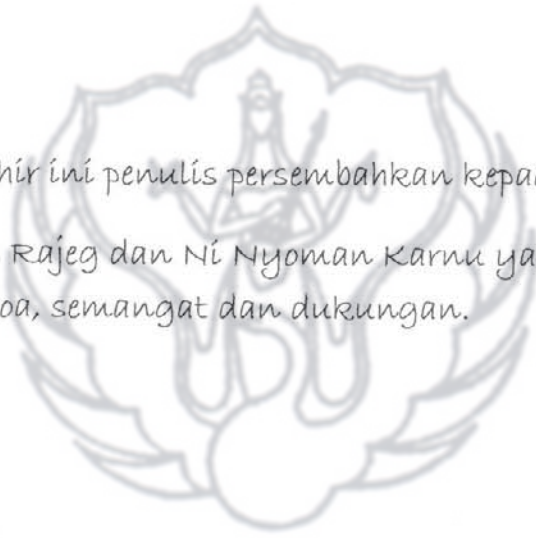 hir ini penulis persembahkan kepa
Rajeg dan Ni Nyoman Karnu ya
oa, semangat dan dukungan.